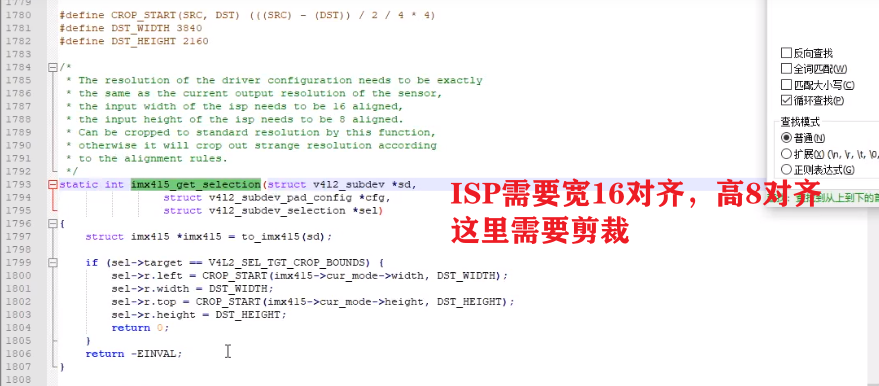 1779
1780 #define CROP_START(SRC, DST) (((SRC) - (DST)) / 2 / 4 * 4)
1781 #define DST_WIDTH 3840
1782 #define DST_HEIGHT 2160
1783
1784 /*
1785 * The resolution of the driver configuration needs to be exactly
1786 * the same as the current output resolution of the sensor,
1787 * the input width of the isp needs to be 16 aligned,
1788 * the input height of the isp needs to be 8 aligned.
1789 * Can be cropped to standard resolution by this function,
1790 * otherwise it will crop out strange resolution according
1791 * to the alignment rules.
1792 */
1793 static int imx415_get_selection(struct v4l2_subdev *sd,
1794 struct v4l2_subdev_pad_config *cfg,
1795 struct v4l2_subdev_selection *sel)
1796 {
1797 struct imx415 *imx415 = to_imx415(sd);
1798
1799 if (sel->target == V4L2_SEL_TGT_CROP_BOUNDS) {
1800 sel->r.left = CROP_START(imx415->cur_mode->width, DST_WIDTH);
1801 sel->r.width = DST_WIDTH;
1802 sel->r.top = CROP_START(imx415->cur_mode->height, DST_HEIGHT);
1803 sel->r.height = DST_HEIGHT;
1804 return 0;
1805 }
1806 return -EINVAL;
1807 }
1808
ISP需要宽16对齐，高8对齐
这里需要剪裁
反向查找
全词匹配(W)
匹配大小写(C)
循环查找(P)
查找模式
普通(N)
扩展(X) (\n, \r, \t, \0,
正则表达式(G)
到从上到下的